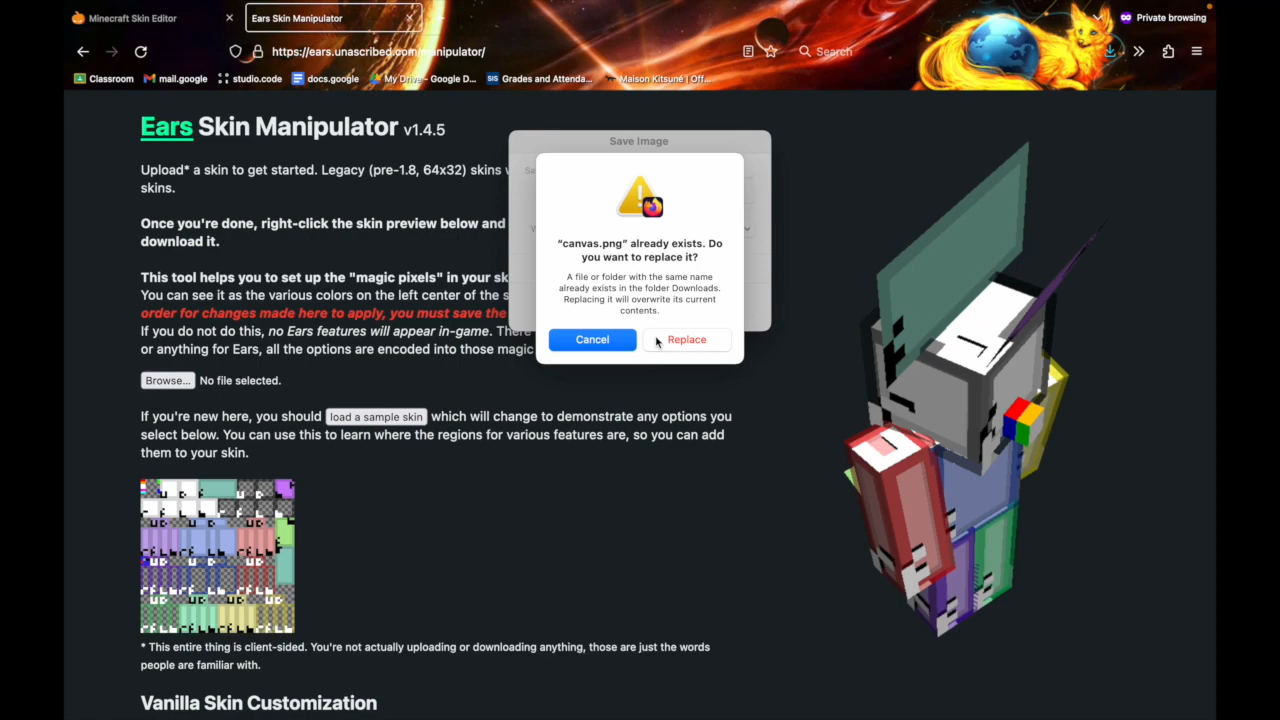 Minecraft Skin Editor
Ears Skin Manipulator
Private browsing
https://ears.unascribed.com/manipulator/
Search
Classroom
mail.google
studio.code
docs.google
My Drive - Google D...
SIS Grades and Attenda...
Maison Kitsuné | Off...
Ears Skin Manipulator v1.4.5
Upload* a skin to get started. Legacy (pre-1.8, 64x32) skins
skins.
Once you're done, right-click the skin preview below and
download it.
This tool helps you to set up the "magic pixels" in your sk
You can see it as the various colors on the left center of the s
order for changes made here to apply, you must save the
If you do not do this, no Ears features will appear in-game. There
or anything for Ears, all the options are encoded into those magic
Save Image
“canvas.png” already exists. Do
you want to replace it?
A file or folder with the same name
already exists in the folder Downloads.
Replacing it will overwrite its current
contents.
Cancel
Replace
Browse... No file selected.
If you're new here, you should load a sample skin which will change to demonstrate any options you
select below. You can use this to learn where the regions for various features are, so you can add
them to your skin.
* This entire thing is client-sided. You're not actually uploading or downloading anything, those are just the words
people are familiar with.
Vanilla Skin Customization